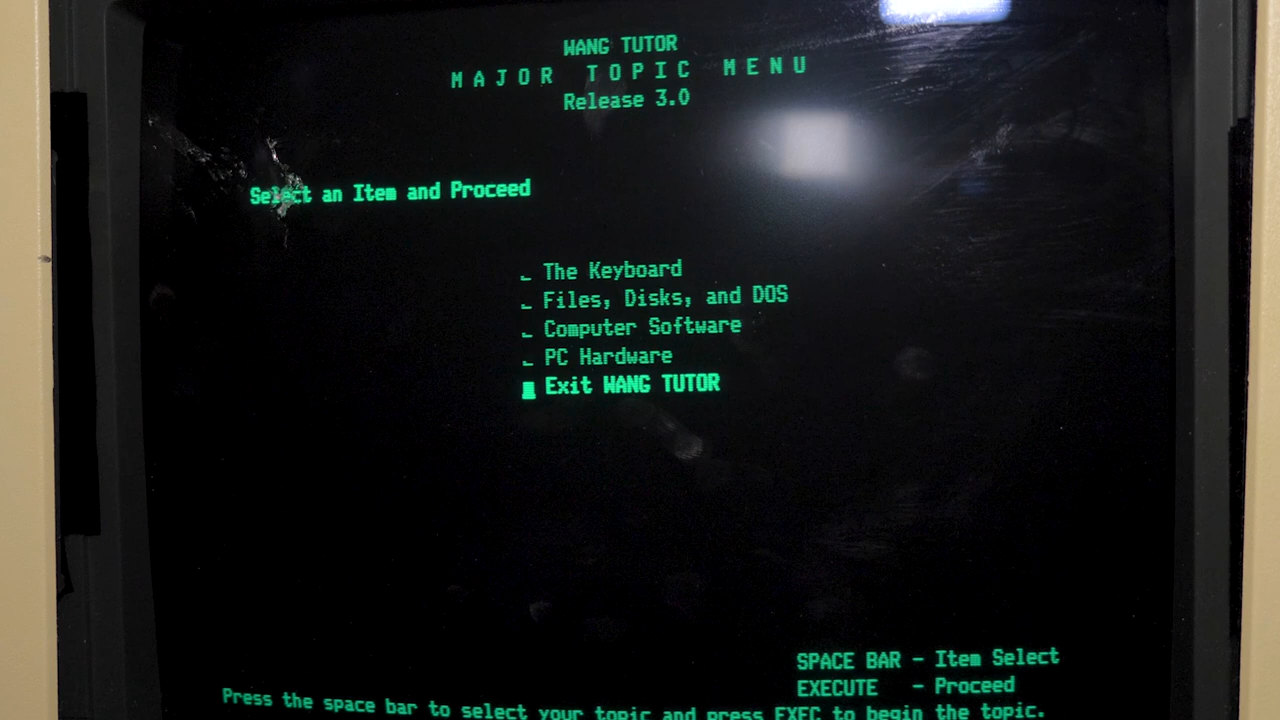 WANG TUTOR
MAJOR TOPIC MENU
Release 3.0
Select an Item and Proceed
The Keyboard
Files, Disks, and DOS
Computer Software
PC Hardware
Exit WANG TUTOR
SPACE BAR - Item Select
EXECUTE - Proceed
Press the space bar to select your topic and press EXEC to begin the topic.